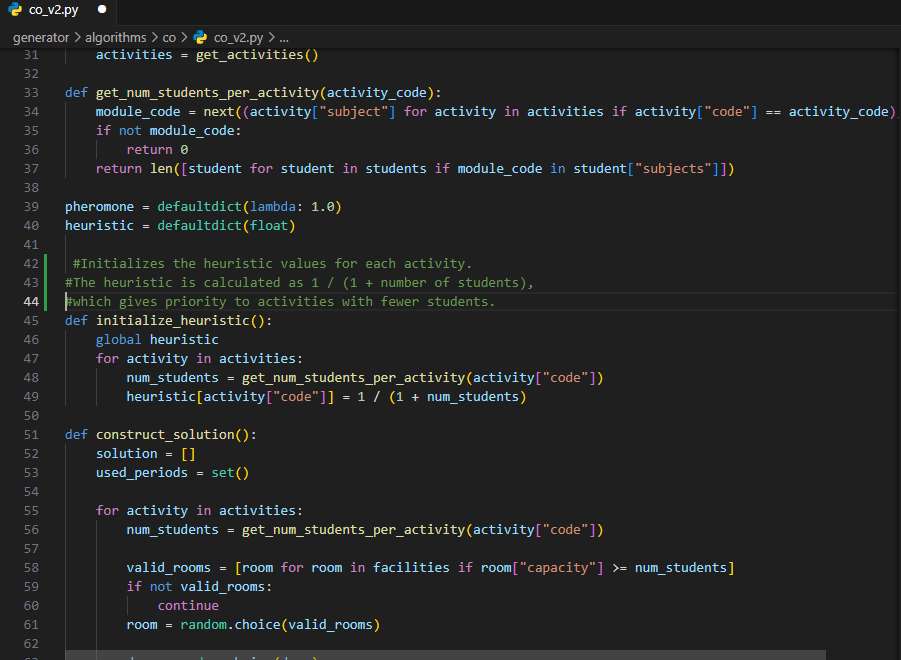 co_v2.py ●
generator > algorithms > co > co_v2.py > ...
31 activities = get_activities()
32
33 def get_num_students_per_activity(activity_code):
34 module_code = next((activity["subject"] for activity in activities if activity["code"] == activity_code)
35 if not module_code:
36 return 0
37 return len([student for student in students if module_code in student["subjects"]])
38
39 pheromone = defaultdict(lambda: 1.0)
40 heuristic = defaultdict(float)
41
42 #Initializes the heuristic values for each activity.
43 #The heuristic is calculated as 1 / (1 + number of students),
44 #which gives priority to activities with fewer students.
45 def initialize_heuristic():
46 global heuristic
47 for activity in activities:
48 num_students = get_num_students_per_activity(activity["code"])
49 heuristic[activity["code"]] = 1 / (1 + num_students)
50
51 def construct_solution():
52 solution = []
53 used_periods = set()
54
55 for activity in activities:
56 num_students = get_num_students_per_activity(activity["code"])
57
58 valid_rooms = [room for room in facilities if room["capacity"] >= num_students]
59 if not valid_rooms:
60 continue
61 room = random.choice(valid_rooms)
62